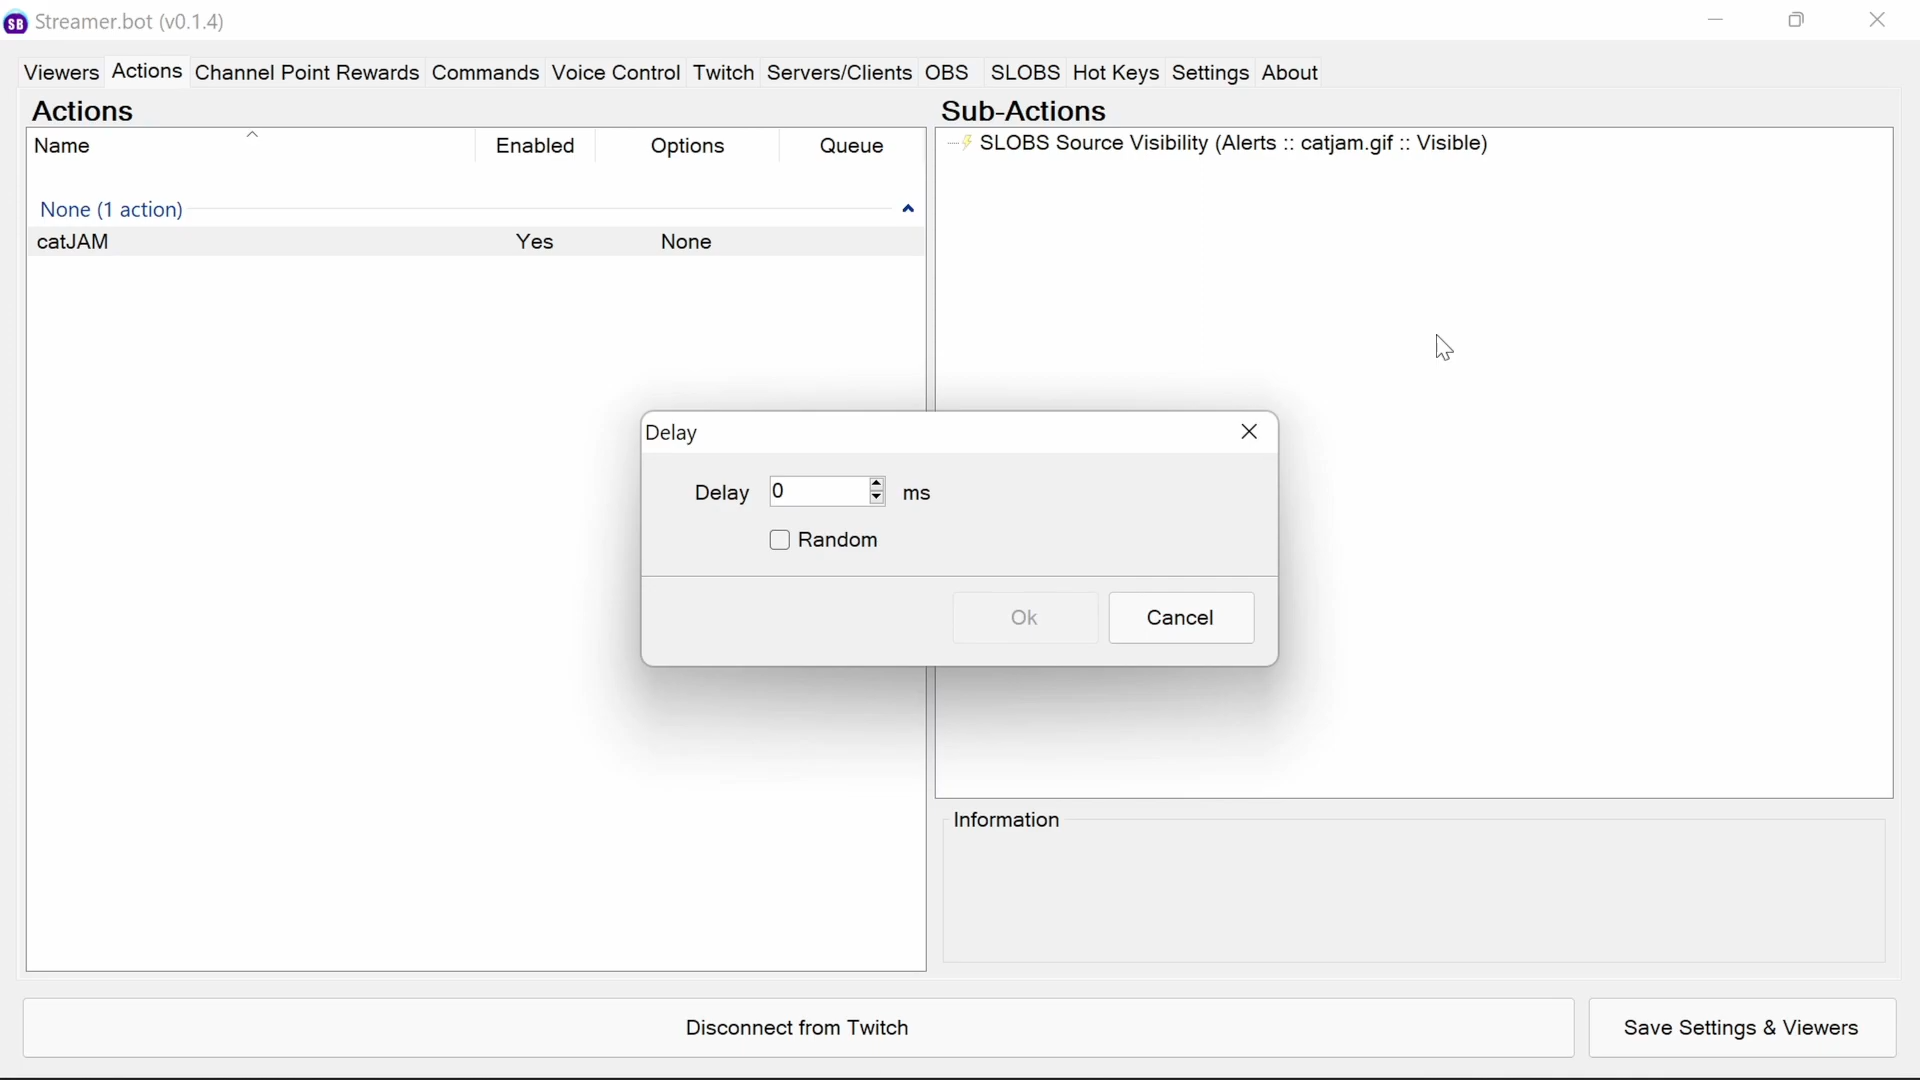 SB Streamer.bot (v0.1.4)
Viewers Actions Channel Point Rewards Commands Voice Control Twitch Servers/Clients OBS SLOBS Hot Keys Settings About
Actions
Name Enabled Options Queue
None (1 action)
catJAM Yes None
Sub-Actions
SLOBS Source Visibility (Alerts :: catjam.gif :: Visible)
Delay
Delay 0 ms
Random
Ok Cancel
Information
Disconnect from Twitch Save Settings & Viewers